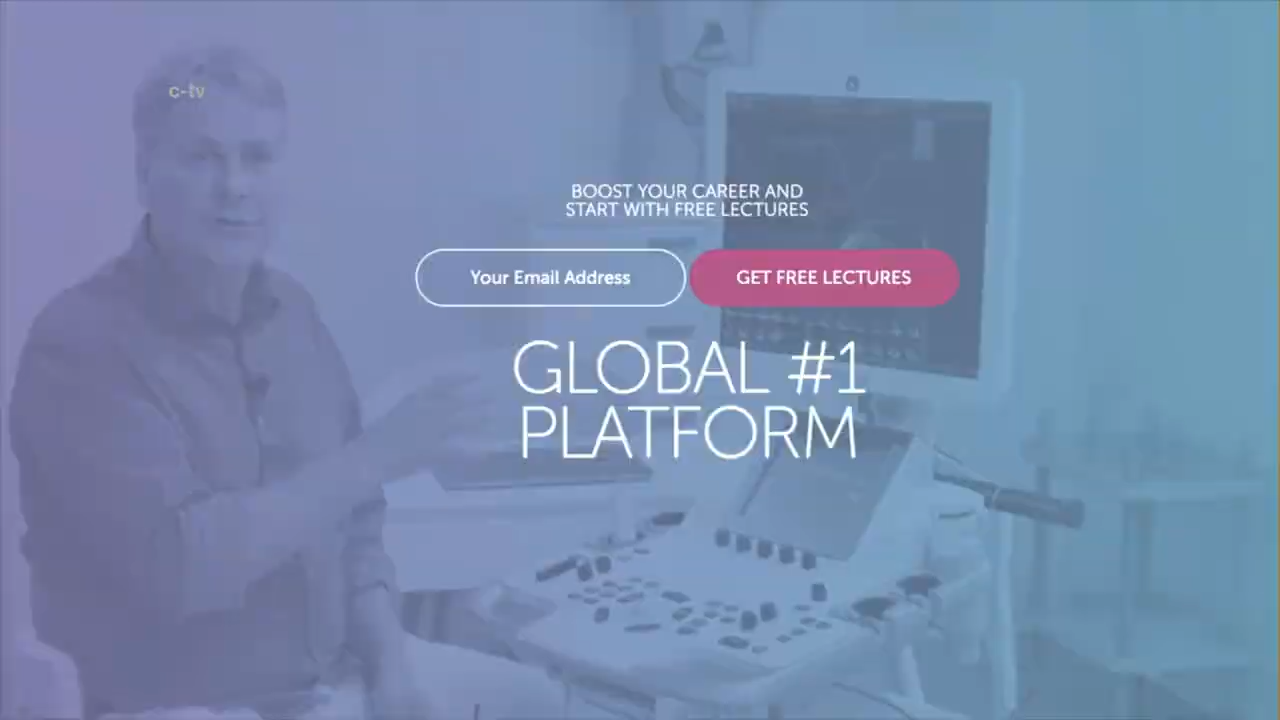 c-tv
BOOST YOUR CAREER AND
START WITH FREE LECTURES
Your Email Address
GET FREE LECTURES
GLOBAL #1
PLATFORM